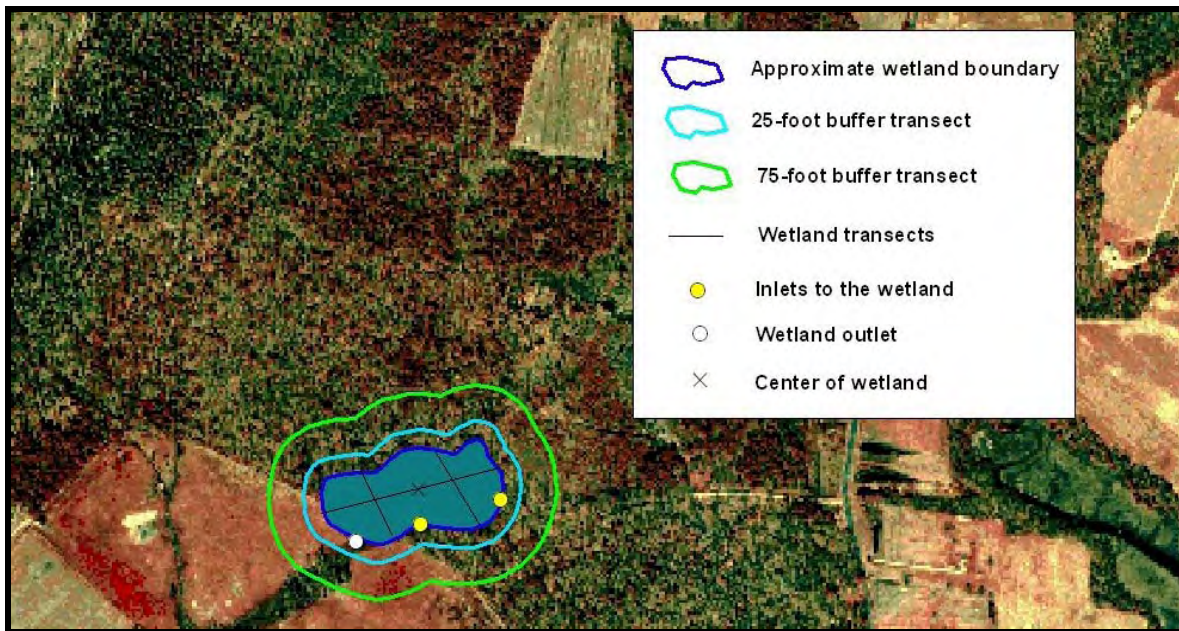 Approximate wetland boundary
25-foot buffer transect
75-foot buffer transect
Wetland transects
Inlets to the wetland
Wetland outlet
Center of wetland